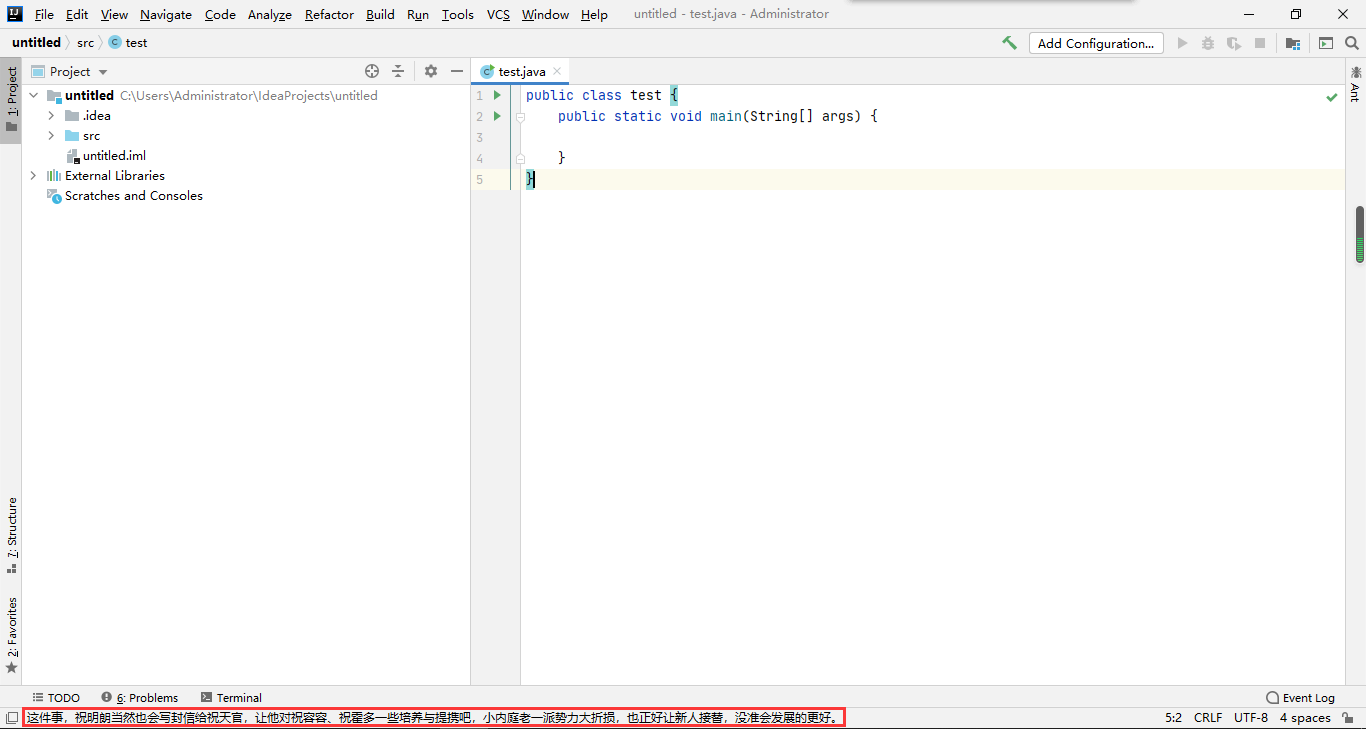 File Edit View Navigate Code Analyze Refactor Build Run Tools VCS Window Help untitled - test.java - Administrator
untitled src test Add Configuration...
1: Project
Project
test.java
Ant
untitled C:\Users\Administrator\IdeaProjects\untitled
.idea
src
untitled.iml
External Libraries
Scratches and Consoles
1 public class test {
2 public static void main(String[] args) {
3
4 }
5 }
7: Structure
2: Favorites
TODO 6: Problems Terminal Event Log
这件事，祝明朗当然也会写封信给祝天官，让他对祝容容、祝霍多一些培养与提携吧，小内庭老一派势力大折损，也正好让新人接替，没准会发展的更好。 5:2 CRLF UTF-8 4 spaces